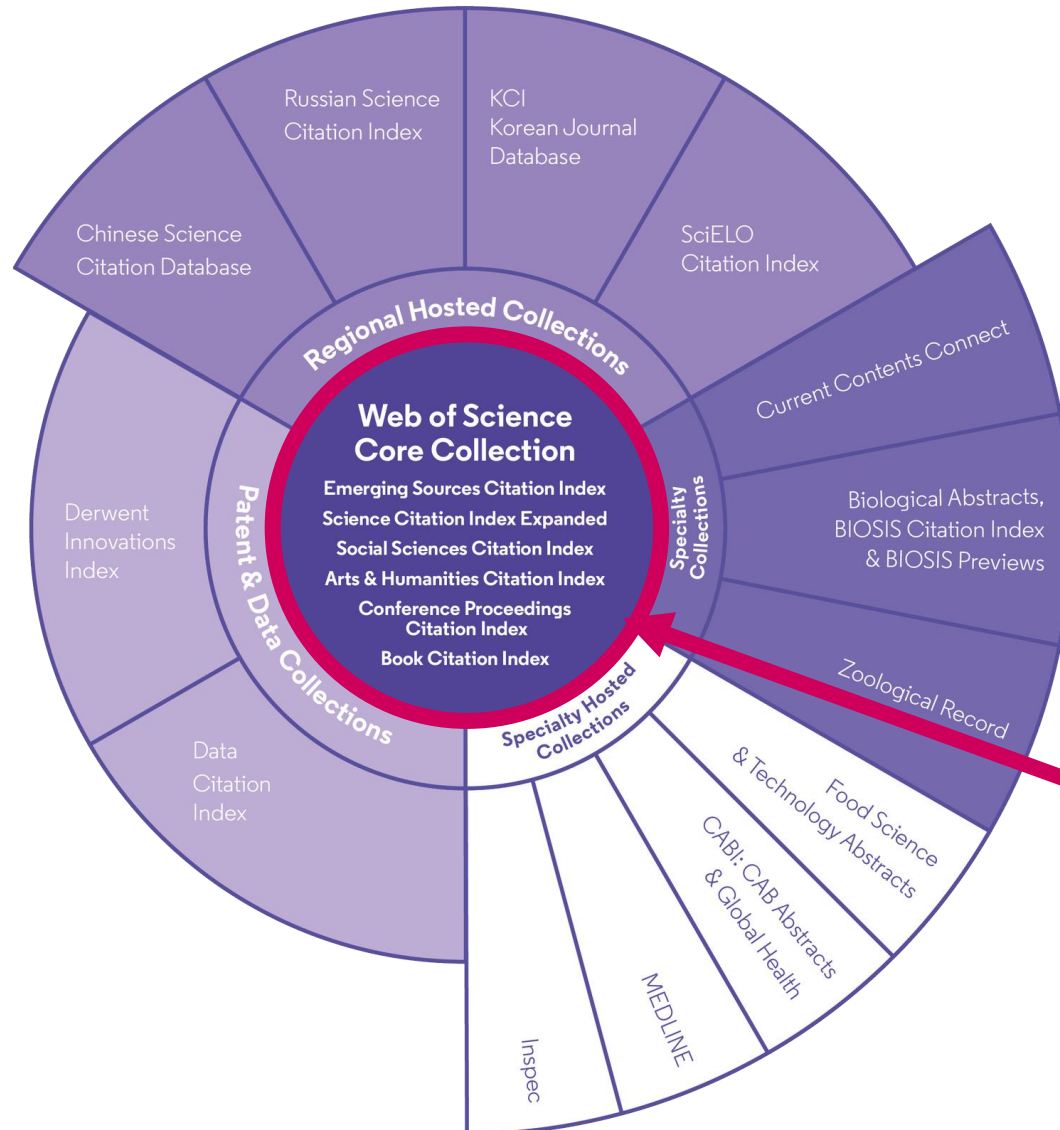 Russian Science
Citation Index
KCI
Korean Journal
Database
Chinese Science
Citation Database
SciELO
Citation Index
Regional Hosted Collections
Current Contents Connect
Web of Science
Core Collection
Emerging Sources Citation Index
Science Citation Index Expanded
Social Sciences Citation Index
Arts & Humanities Citation Index
Conference Proceedings
Citation Index
Book Citation Index
Specialty
Collections
Biological Abstracts,
BIOSIS Citation Index
& BIOSIS Previews
Derwent
Innovations
Index
Patent & Data Collections
Zoological Record
Specialty Hosted
Collections
Data
Citation
Index
Food Science
& Technology Abstracts
CABI: CAB Abstracts
& Global Health
MEDLINE
Inspec